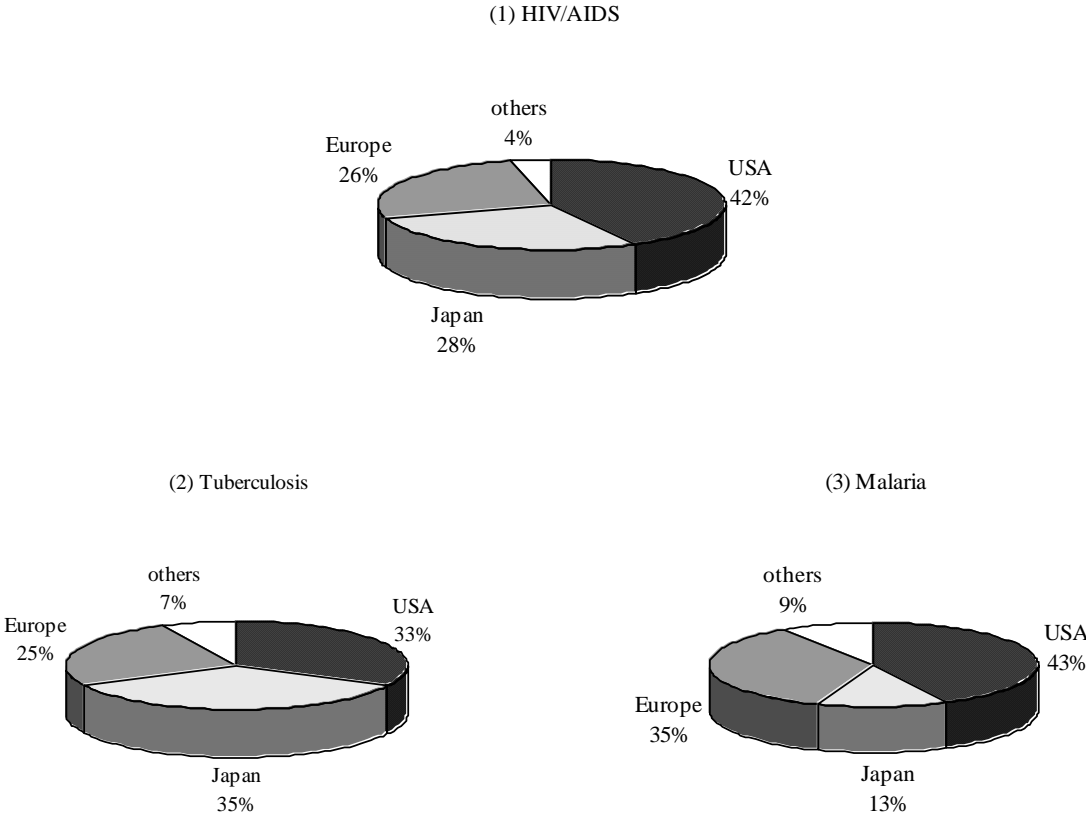 (1) HIV/AIDS
others
4%
Europe
26%
USA
42%
Japan
28%
(2) Tuberculosis
others
7%
Europe
25%
USA
33%
Japan
35%
(3) Malaria
others
9%
USA
43%
Europe
35%
Japan
13%